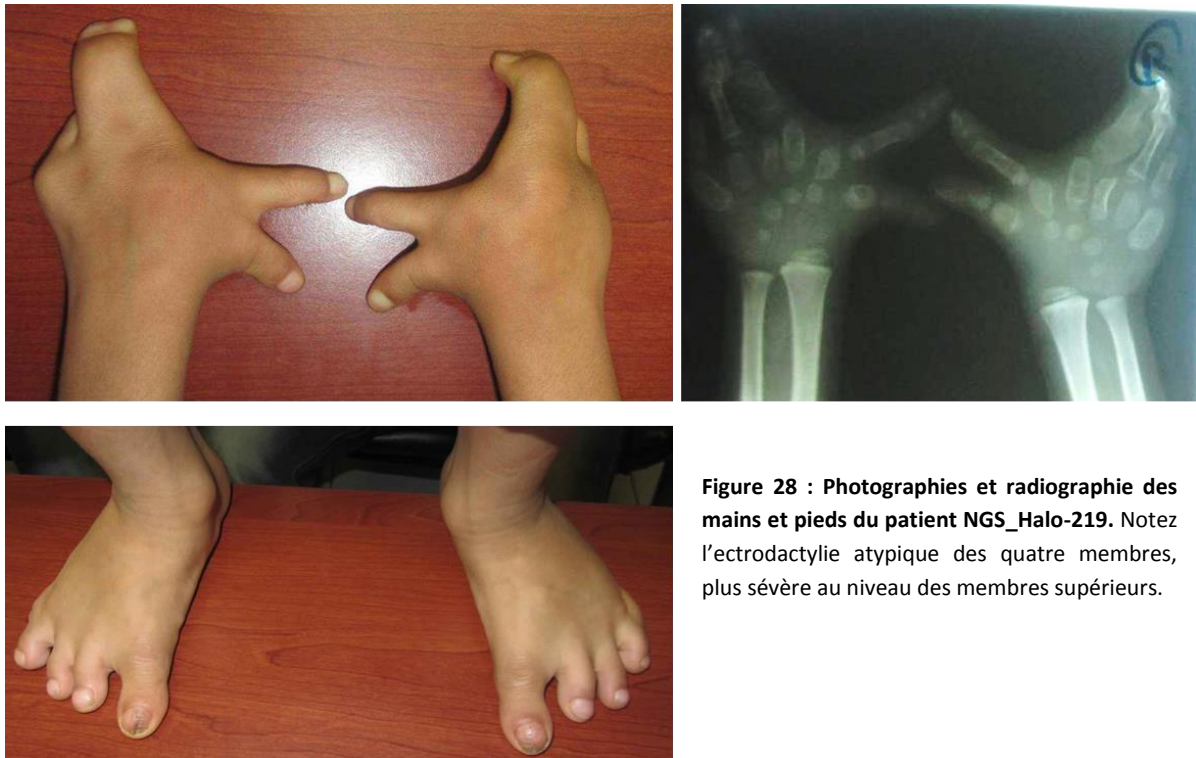 R
Figure 28 : Photographies et radiographie des
mains et pieds du patient NGS_Halo-219. Notez
l’ectrodactylie atypique des quatre membres,
plus sévère au niveau des membres supérieurs.